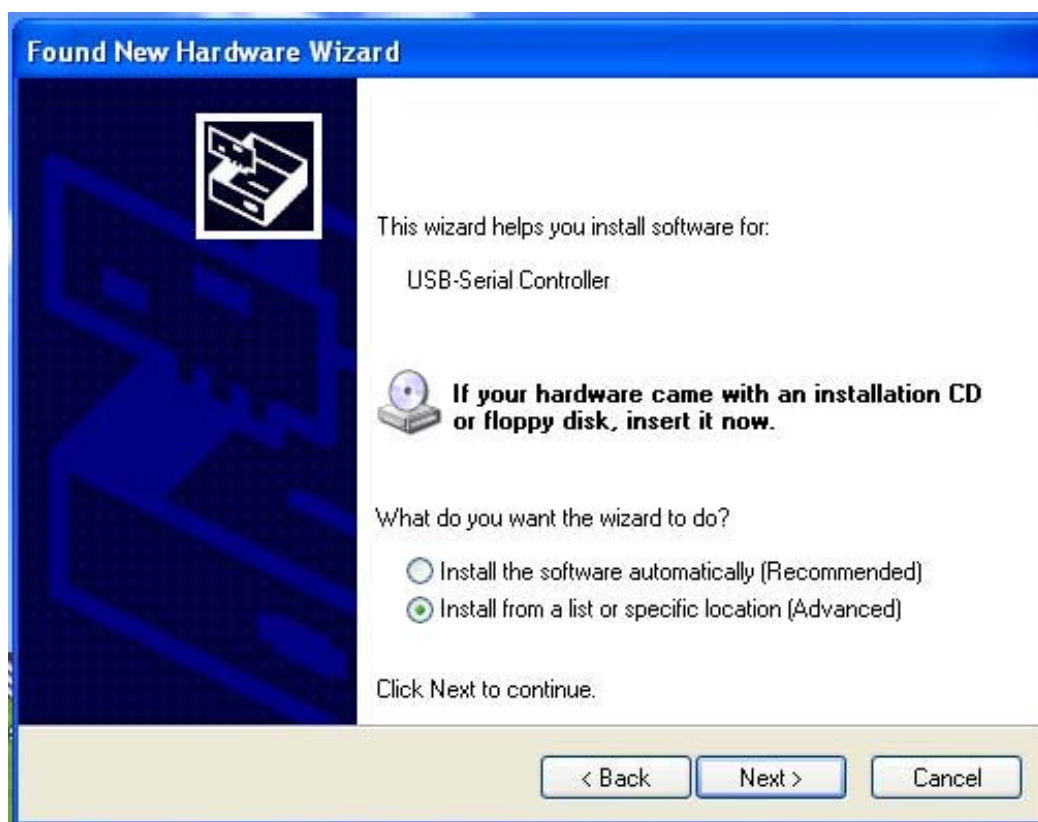 Found New Hardware Wizard
This wizard helps you install software for:
USB-Serial Controller
If your hardware came with an installation CD
or floppy disk, insert it now.
What do you want the wizard to do?
Install the software automatically (Recommended)
Install from a list or specific location (Advanced)
Click Next to continue.
< Back
Next >
Cancel